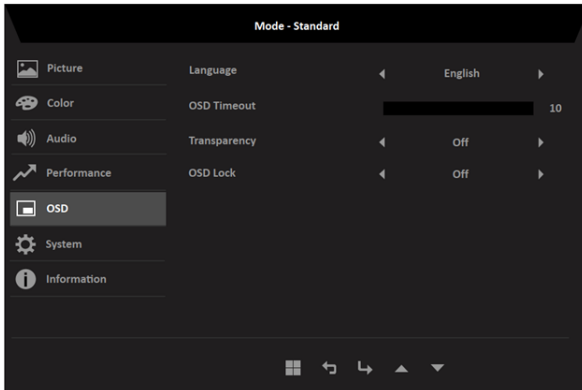 Mode - Standard
Picture
Color
Audio
Performance
OSD
System
Information
Language
English
OSD Timeout
10
Transparency
Off
OSD Lock
Off